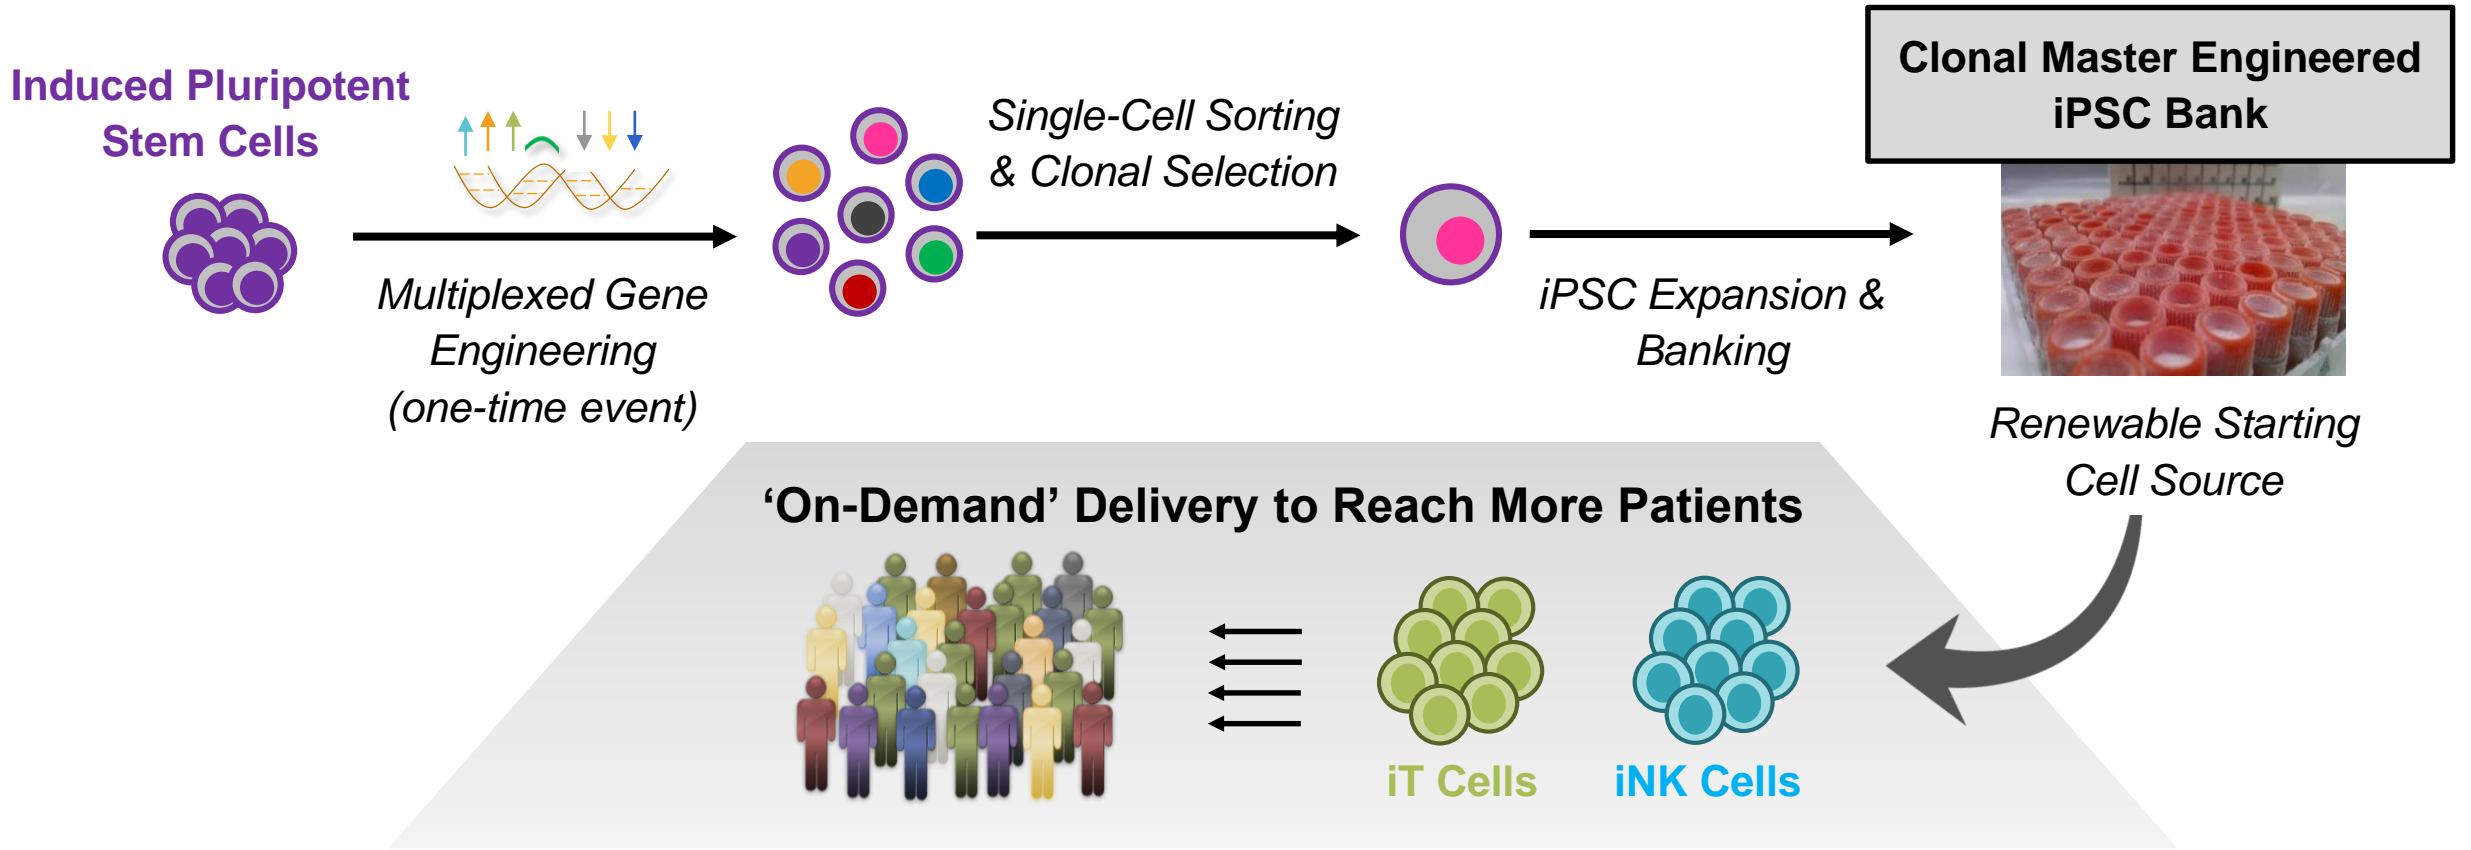 Induced Pluripotent
Stem Cells
Multiplexed Gene
Engineering
(one-time event)
Single-Cell Sorting
& Clonal Selection
iPSC Expansion &
Banking
Clonal Master Engineered
iPSC Bank
Renewable Starting
Cell Source
‘On-Demand’ Delivery to Reach More Patients
iT Cells
iNK Cells